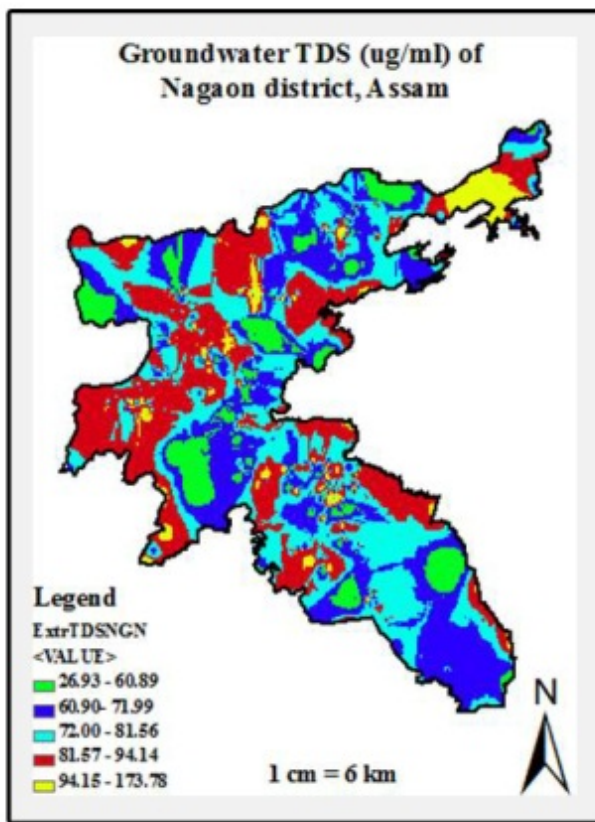 Groundwater TDS (ug/ml) of
Nagaon district, Assam
Legend
ExtrTDSNGN
<VALUE>
26.93 - 60.89
60.90- 71.99
72.00 - 81.56
81.57 - 94.14
94.15 - 173.78
1 cm = 6 km
N